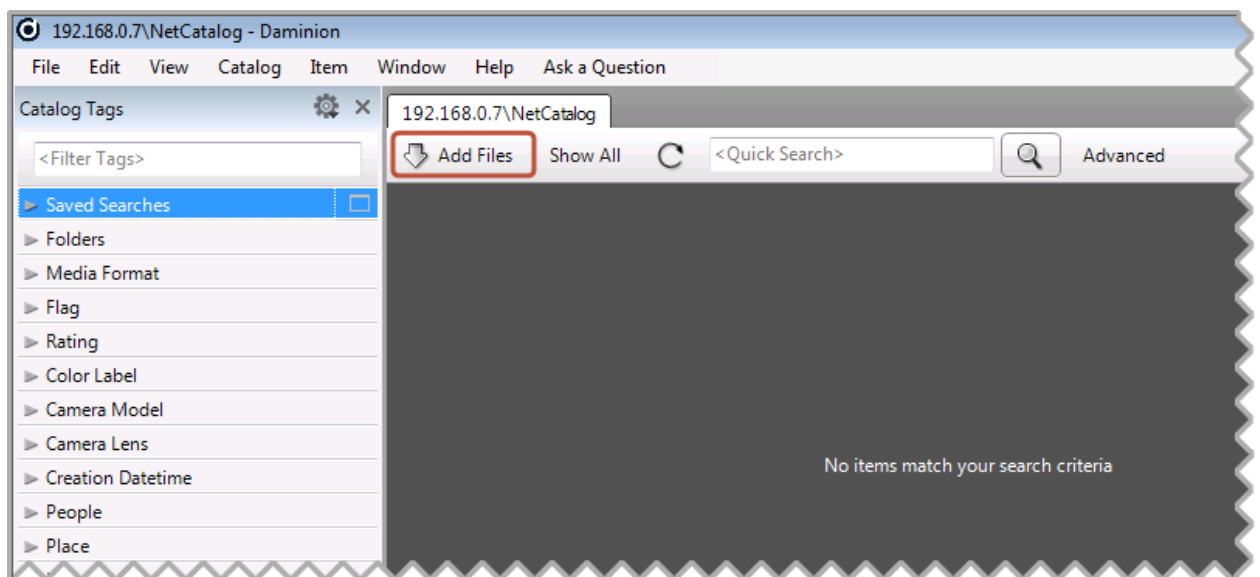 192.168.0.7\NetCatalog - Daminion
File Edit View Catalog Item Window Help Ask a Question
Catalog Tags
192.168.0.7\NetCatalog
<Filter Tags>
Add Files Show All <Quick Search> Advanced
Saved Searches
Folders
Media Format
Flag
Rating
Color Label
Camera Model
Camera Lens
Creation Datetime
People
Place
No items match your search criteria